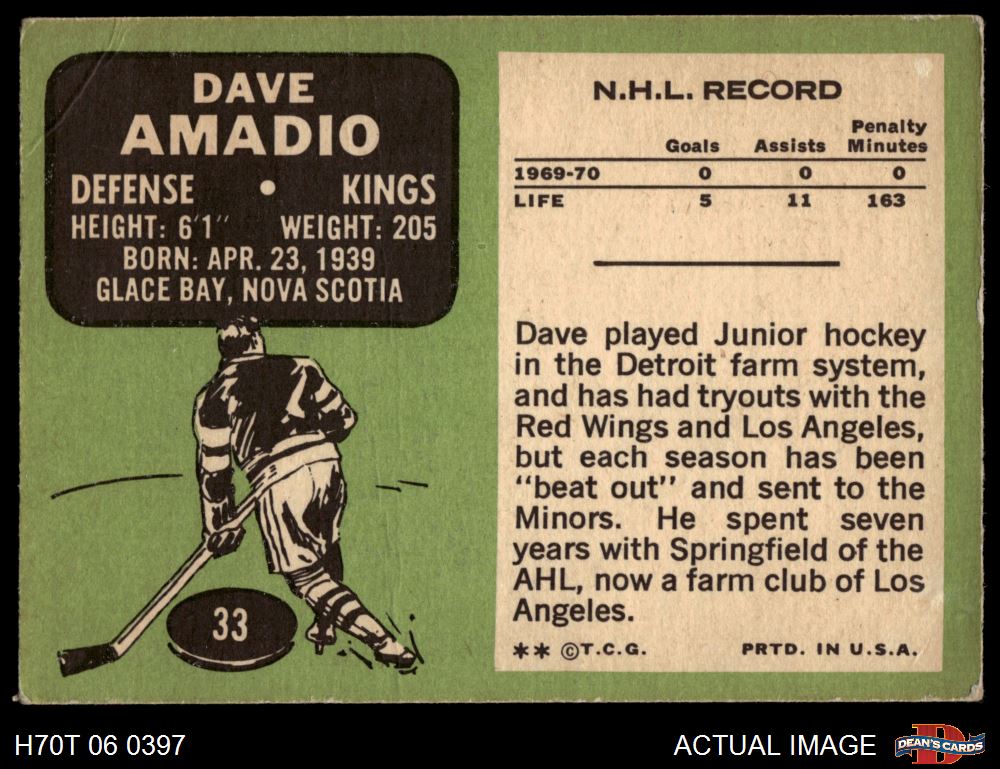 DAVE
AMADIO
DEFENSE • KINGS
HEIGHT: 6'1" WEIGHT: 205
BORN: APR. 23, 1939
GLACE BAY, NOVA SCOTIA
33
N.H.L. RECORD
Goals Assists Penalty Minutes
1969-70 0 0 0
LIFE 5 11 163
Dave played Junior hockey
in the Detroit farm system,
and has had tryouts with the
Red Wings and Los Angeles,
but each season has been
"beat out" and sent to the
Minors. He spent seven
years with Springfield of the
AHL, now a farm club of Los
Angeles.
** ©T.C.G. PRTD. IN U.S.A.
H70T 06 0397
ACTUAL IMAGE
D
DEAN'S CARDS